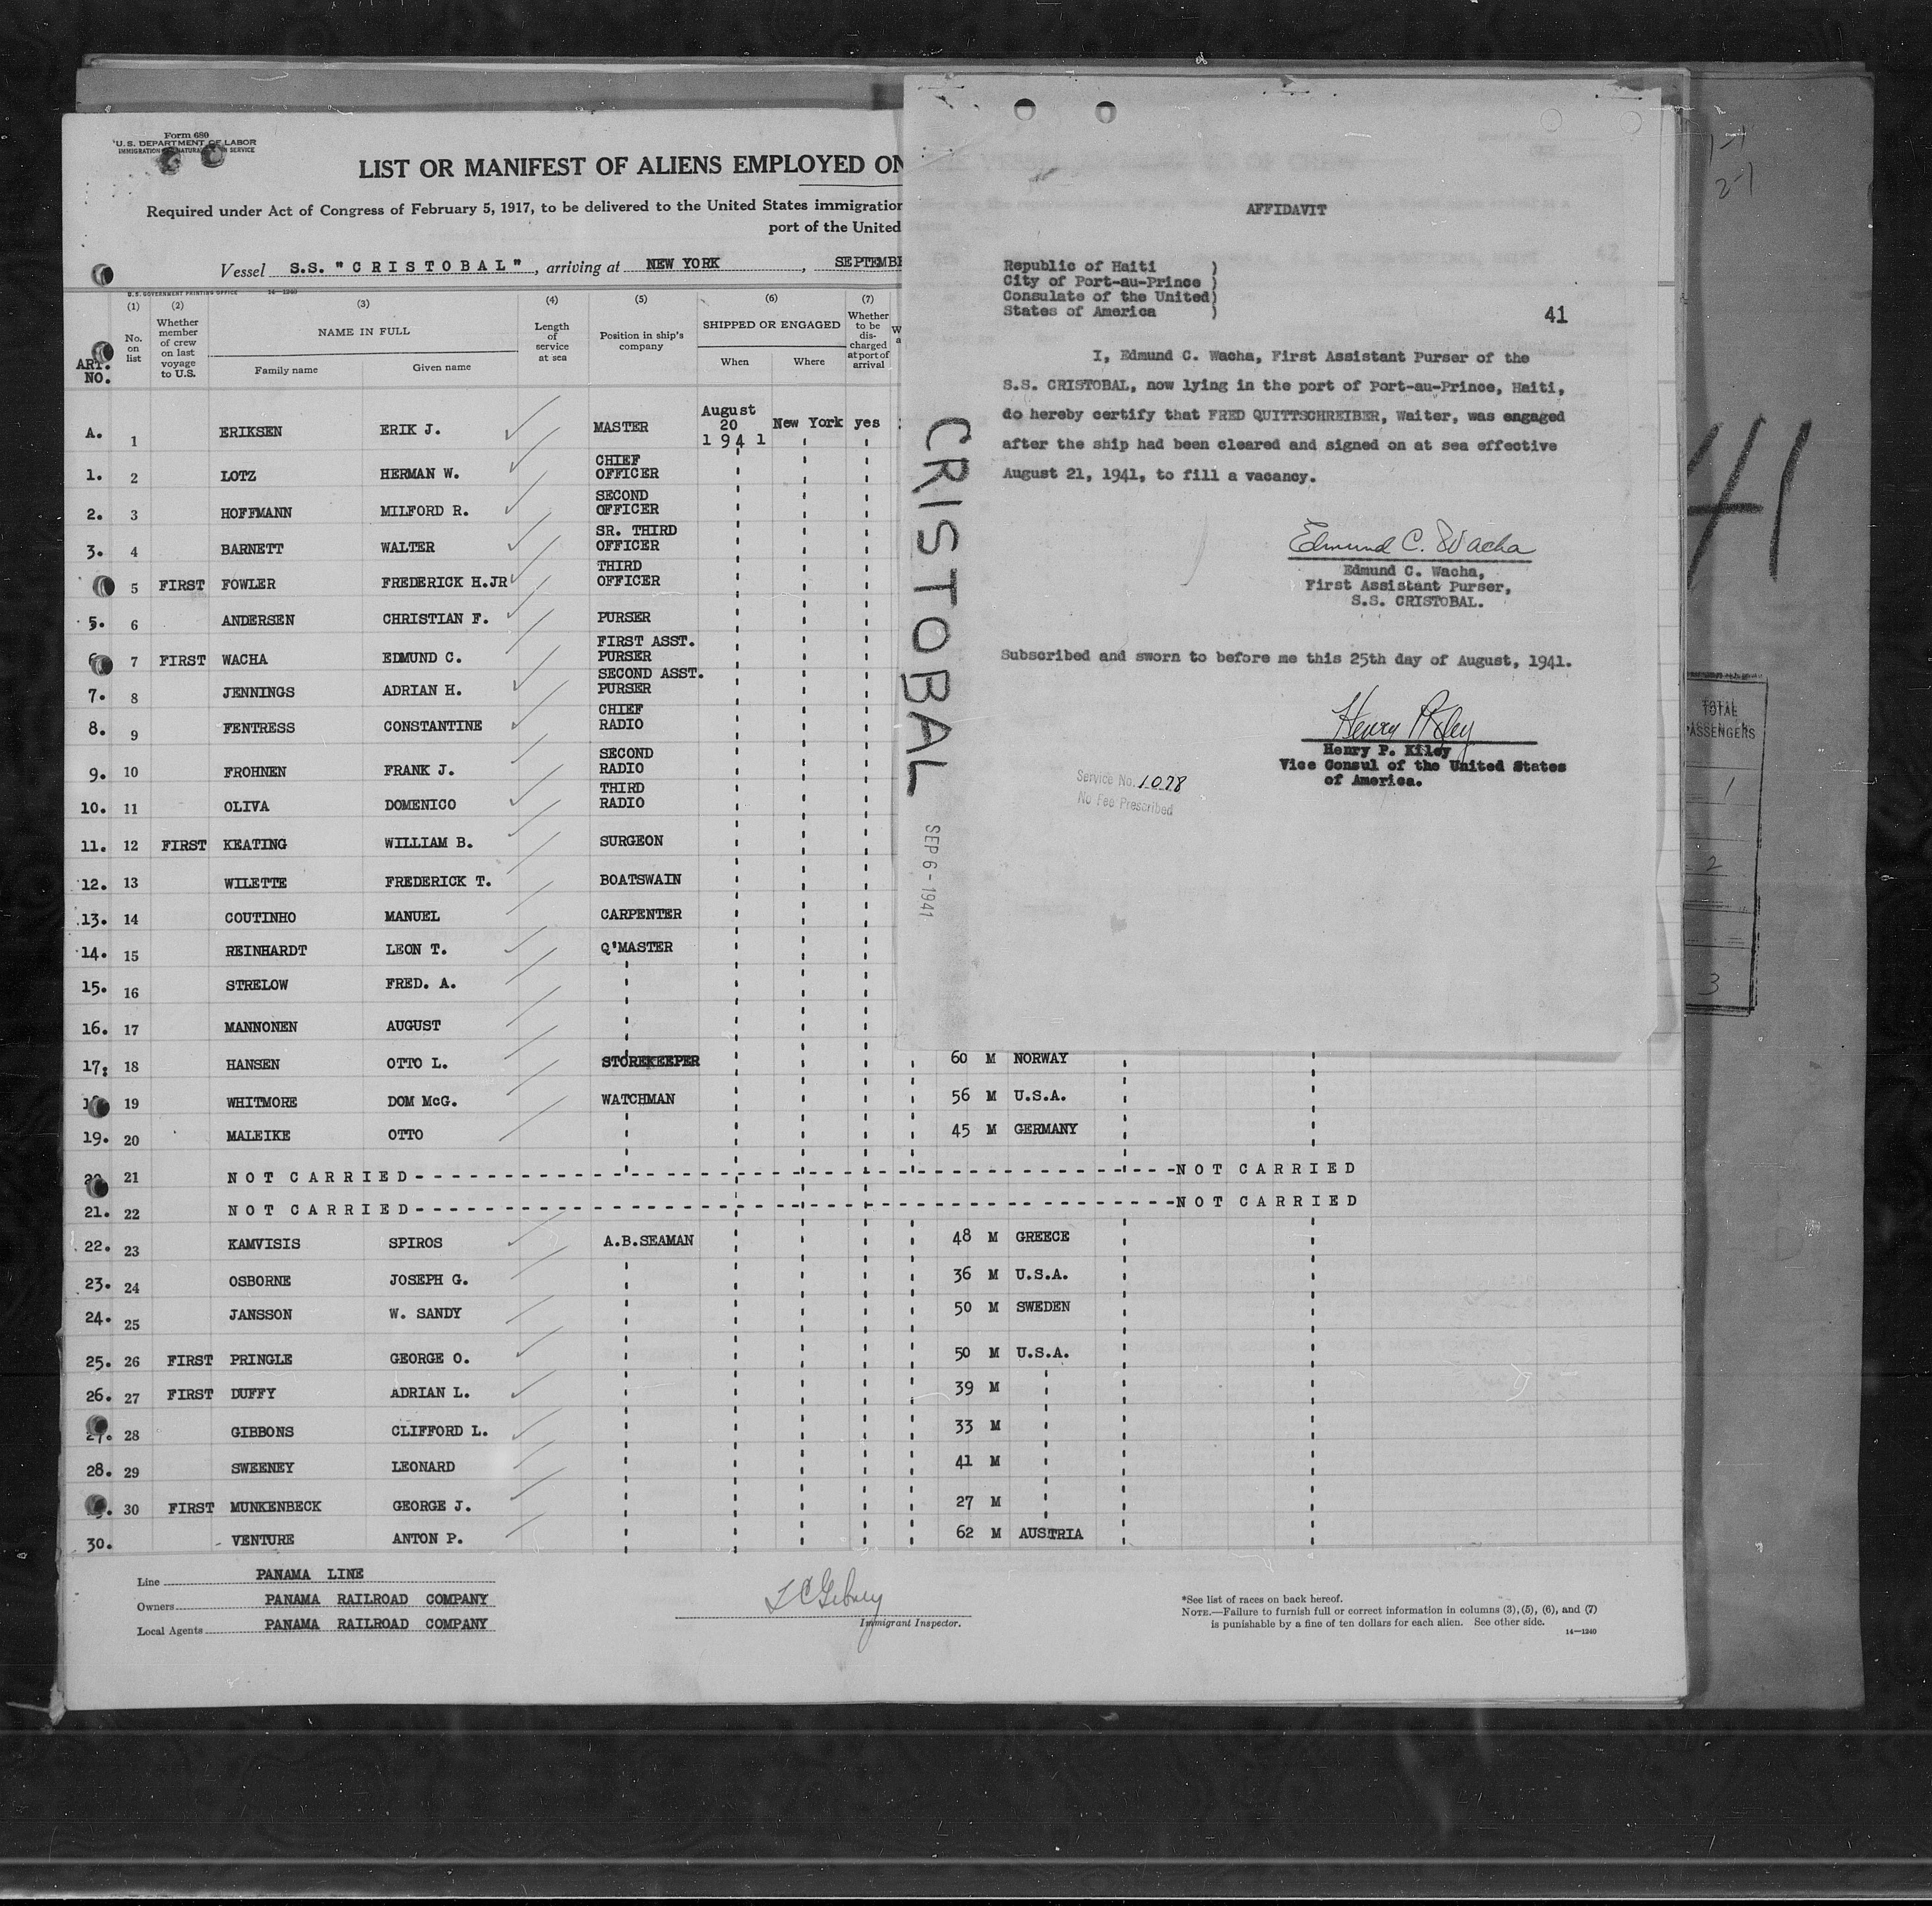 Form 680
U.S. DEPARTMENT OF LABOR
IMMIGRATION NATURALIZATION SERVICE
LIST OR MANIFEST OF ALIENS EMPLOYED ON
Required under Act of Congress of February 5, 1917, to be delivered to the United States immigration
port of the United
Vessel S.S. "CRISTOBAL", arriving at NEW YORK, SEPTEMBE
U.S. GOVERNMENT PRINTING OFFICE 14—1240
ART. NO. (1) No. on list (2) Whether member of crew on last voyage to U.S. (3) NAME IN FULL Family name Given name (4) Length of service at sea (5) Position in ship's company (6) SHIPPED OR ENGAGED When Where (7) Whether to be discharged at port of arrival
A. 1 ERIKSEN ERIK J. MASTER August 20 1941 New York yes
1. 2 LOTZ HERMAN W. CHIEF OFFICER
2. 3 HOFFMANN MILFORD R. SECOND OFFICER
3. 4 BARNETT WALTER SR. THIRD OFFICER
5 FIRST FOWLER FREDERICK H.JR THIRD OFFICER
5. 6 ANDERSEN CHRISTIAN F. PURSER
6 7 FIRST WACHA EDMUND C. FIRST ASST. PURSER
7. 8 JENNINGS ADRIAN H. SECOND ASST. PURSER
8. 9 FENTRESS CONSTANTINE CHIEF RADIO
9. 10 FROHNEN FRANK J. SECOND RADIO
10. 11 OLIVA DOMENICO THIRD RADIO
11. 12 FIRST KEATING WILLIAM B. SURGEON
12. 13 WILETTE FREDERICK T. BOATSWAIN
13. 14 COUTINHO MANUEL CARPENTER
14. 15 REINHARDT LEON T. Q'MASTER
15. 16 STRELOW FRED. A.
16. 17 MANNONEN AUGUST
17: 18 HANSEN OTTO L. STOREKEEPER 60 M NORWAY
19 WHITMORE DOM McG. WATCHMAN 56 M U.S.A.
19. 20 MALEIKE OTTO 45 M GERMANY
21 NOT CARRIED NOT CARRIED
21. 22 NOT CARRIED NOT CARRIED
22. 23 KAMVISIS SPIROS A.B.SEAMAN 48 M GREECE
23. 24 OSBORNE JOSEPH G. 36 M U.S.A.
24. 25 JANSSON W. SANDY 50 M SWEDEN
25. 26 FIRST PRINGLE GEORGE O. 50 M U.S.A.
26. 27 FIRST DUFFY ADRIAN L. 39 M
27. 28 GIBBONS CLIFFORD L. 33 M
28. 29 SWEENEY LEONARD 41 M
30 FIRST MUNKENBECK GEORGE J. 27 M
30. VENTURE ANTON P. 62 M AUSTRIA
Line PANAMA LINE
Owners PANAMA RAILROAD COMPANY
Local Agents PANAMA RAILROAD COMPANY
Immigrant Inspector.
*See list of races on back hereof.
NOTE.—Failure to furnish full or correct information in columns (3), (5), (6), and (7)
is punishable by a fine of ten dollars for each alien. See other side.
14—1240
AFFIDAVIT
Republic of Haiti )
City of Port-au-Prince )
Consulate of the United)
States of America )
41
I, Edmund C. Wacha, First Assistant Purser of the
S.S. CRISTOBAL, now lying in the port of Port-au-Prince, Haiti,
do hereby certify that FRED QUITTSCHREIBER, Waiter, was engaged
after the ship had been cleared and signed on at sea effective
August 21, 1941, to fill a vacancy.
Edmund C. Wacha
Edmund C. Wacha,
First Assistant Purser,
S.S. CRISTOBAL.
Subscribed and sworn to before me this 25th day of August, 1941.
Henry P. Kiley
Vice Consul of the United States
of America.
Service No. 1078
No Fee Prescribed
CRISTOBAL
SEP 6 - 1941
41
1-1
2-1
TOTAL
PASSENGERS
1
2
3